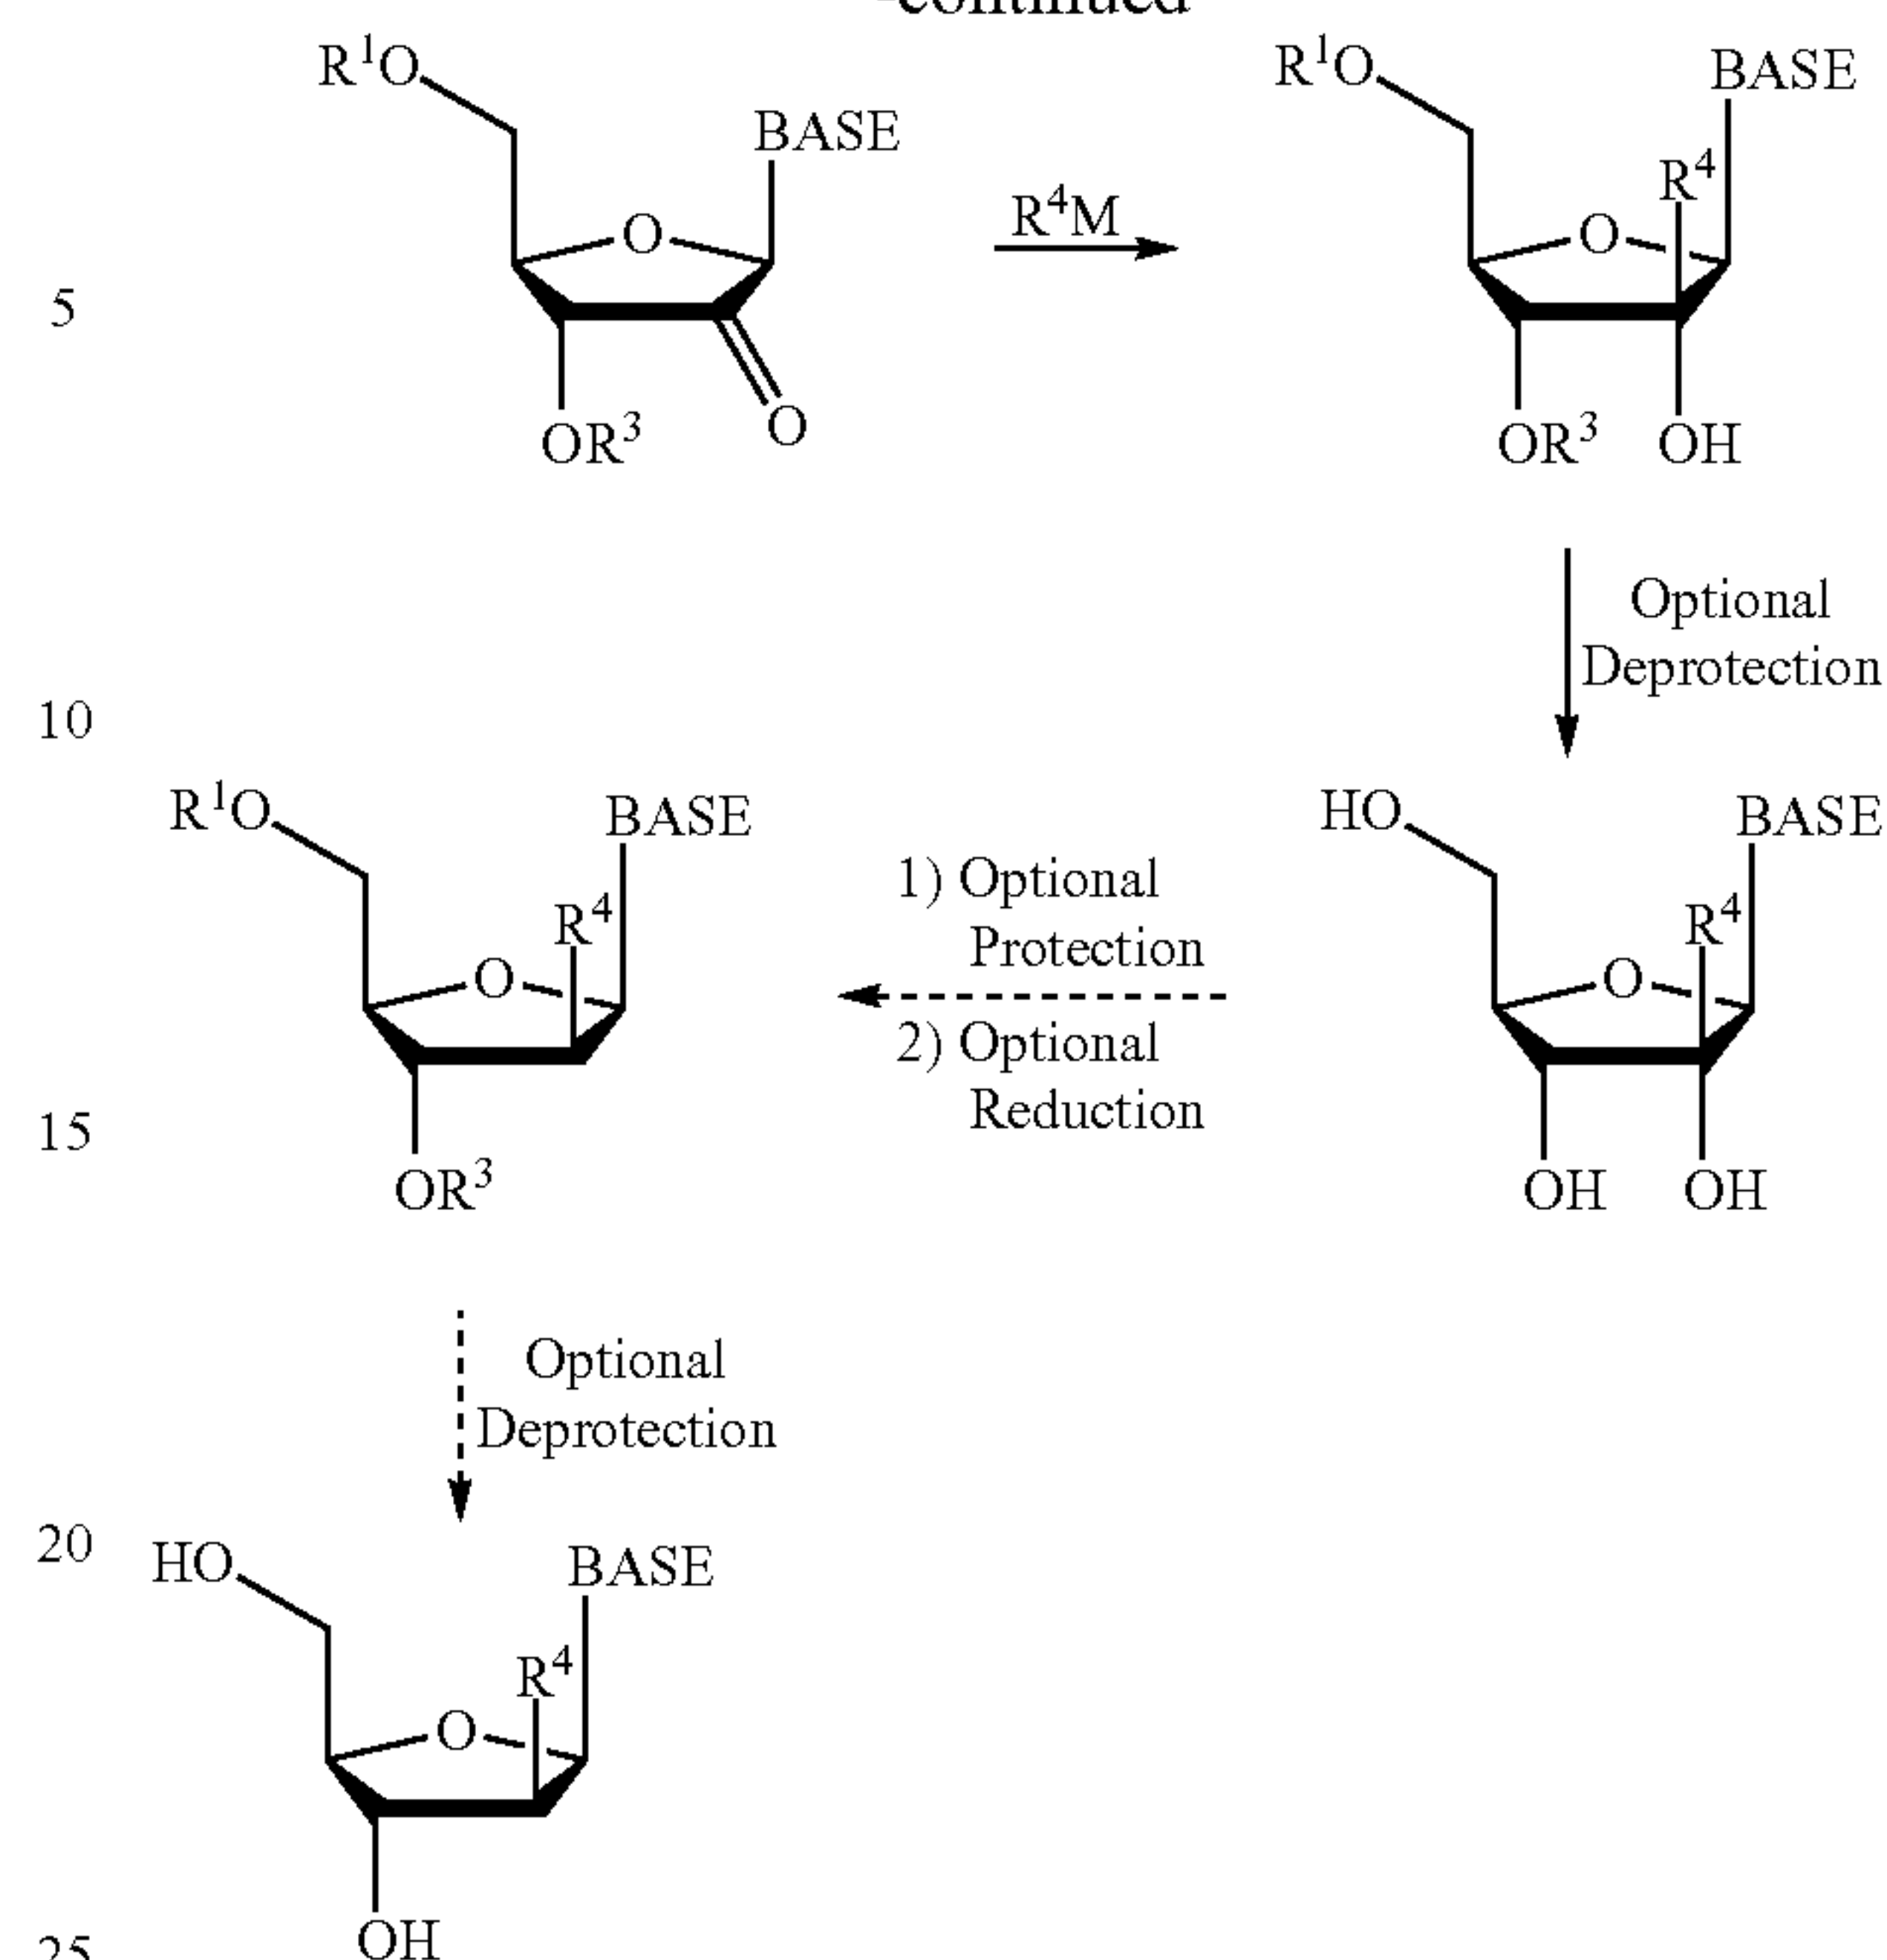 -continued
R¹O BASE R¹O BASE
R⁴
O R⁴M O
5
OR³ O OR³ OH
Optional
Deprotection
10
R¹O BASE 1) Optional HO BASE
R⁴ Protection R⁴
O 2) Optional O
Reduction
15
OR³ OH OH
Optional
Deprotection
20
HO BASE
R⁴
O
OH
25